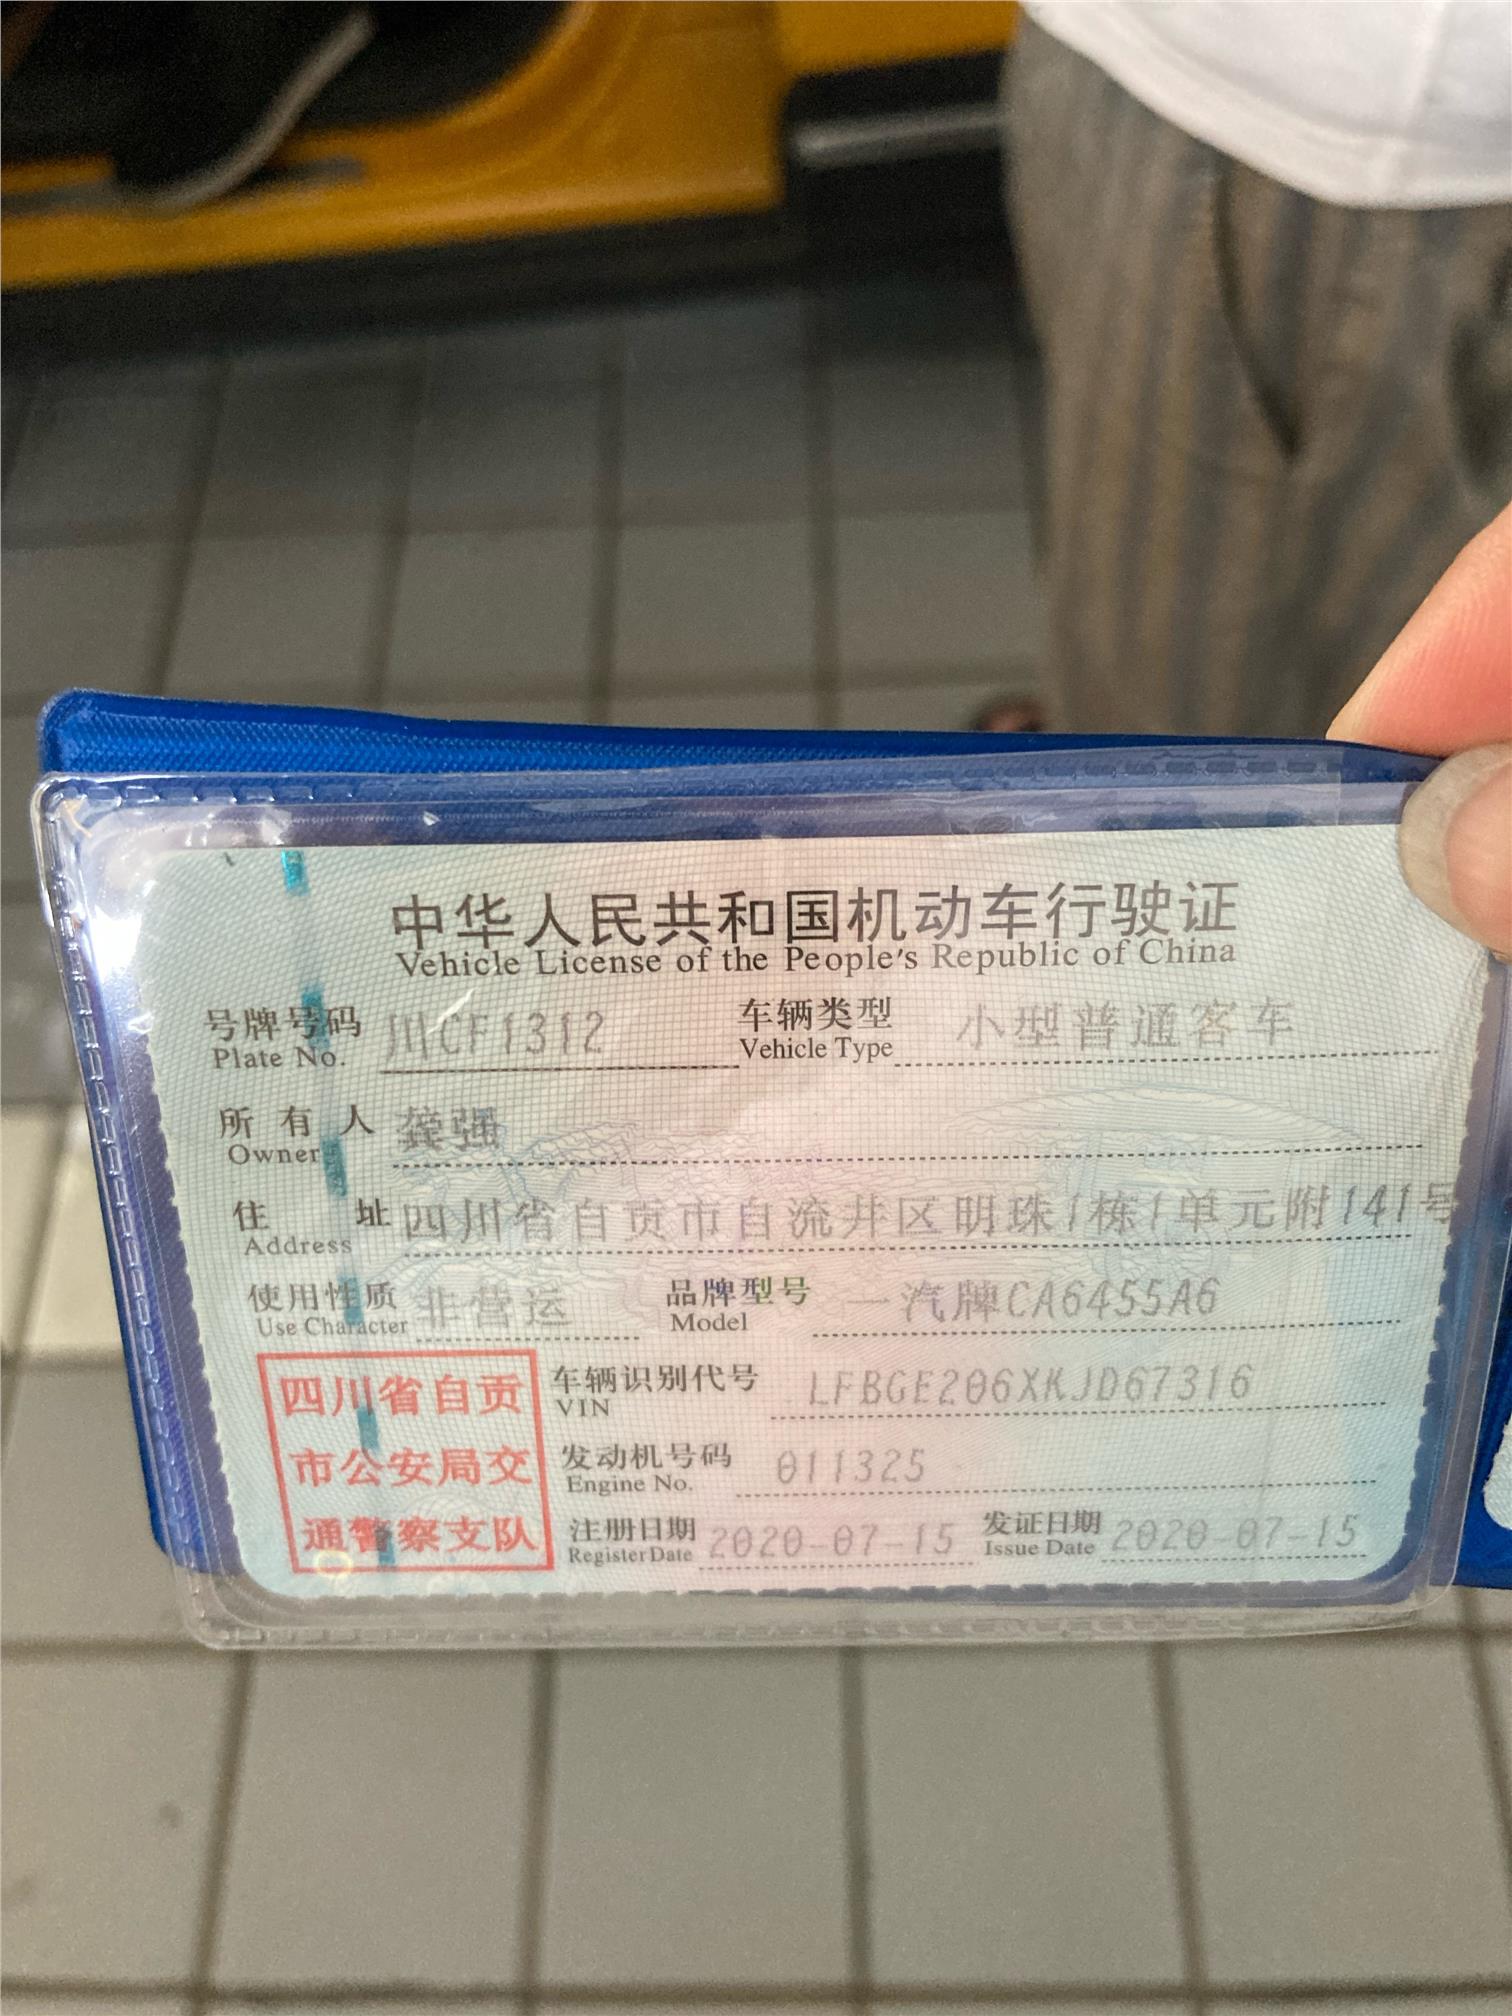 中华人民共和国机动车行驶证
Vehicle License of the People's Republic of China
号牌号码 川CF1312 车辆类型 小型普通客车
Plate No. Vehicle Type
所有人 龚强
Owner
住址 四川省自贡市自流井区明珠1栋1单元附141号
Address
使用性质 非营运 品牌型号 一汽牌CA6455A6
Use Character Model
四川省自贡 车辆识别代号 LFBGE206XKJD67316
VIN
市公安局交 发动机号码 011325
Engine No.
通警察支队 注册日期 2020-07-15 发证日期 2020-07-15
Register Date Issue Date